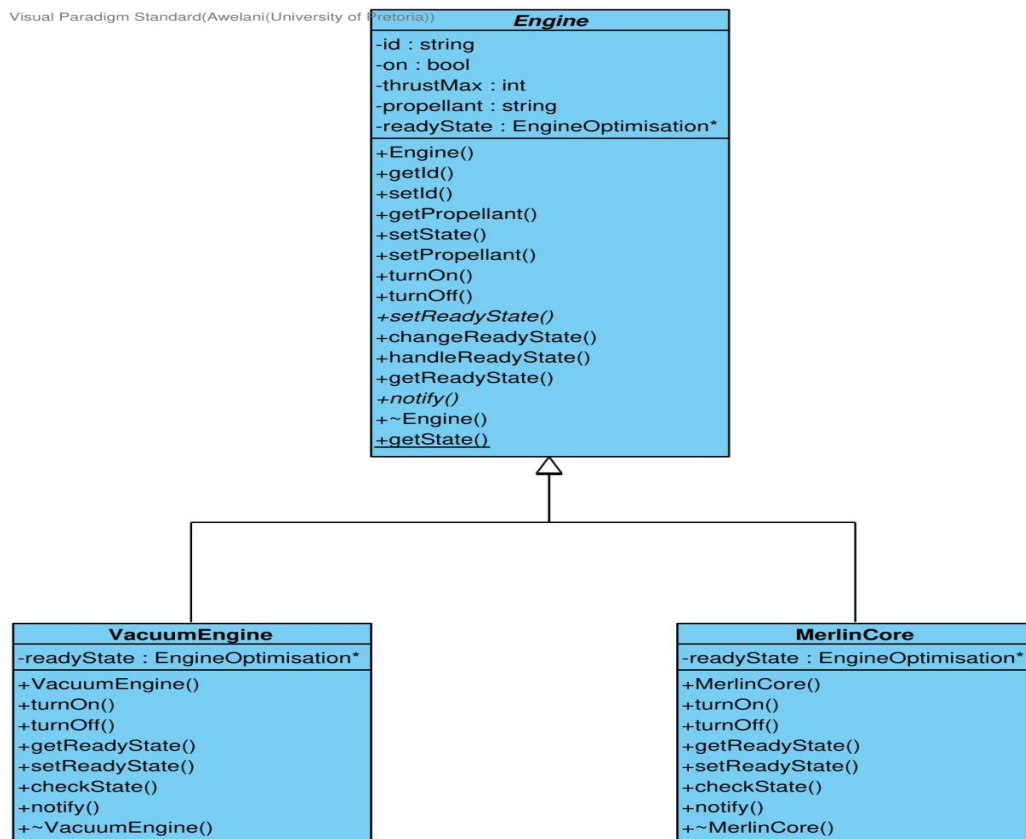 Visual Paradigm Standard(Awelani(University of Pretoria))
Engine
-id : string
-on : bool
-thrustMax : int
-propellant : string
-readyState : EngineOptimisation*
+Engine()
+getId()
+setId()
+getPropellant()
+setState()
+setPropellant()
+turnOn()
+turnOff()
+setReadyState()
+changeReadyState()
+handleReadyState()
+getReadyState()
+notify()
+~Engine()
+getState()
VacuumEngine
-readyState : EngineOptimisation*
+VacuumEngine()
+turnOn()
+turnOff()
+getReadyState()
+setReadyState()
+checkState()
+notify()
+~VacuumEngine()
MerlinCore
-readyState : EngineOptimisation*
+MerlinCore()
+turnOn()
+turnOff()
+getReadyState()
+setReadyState()
+checkState()
+notify()
+~MerlinCore()